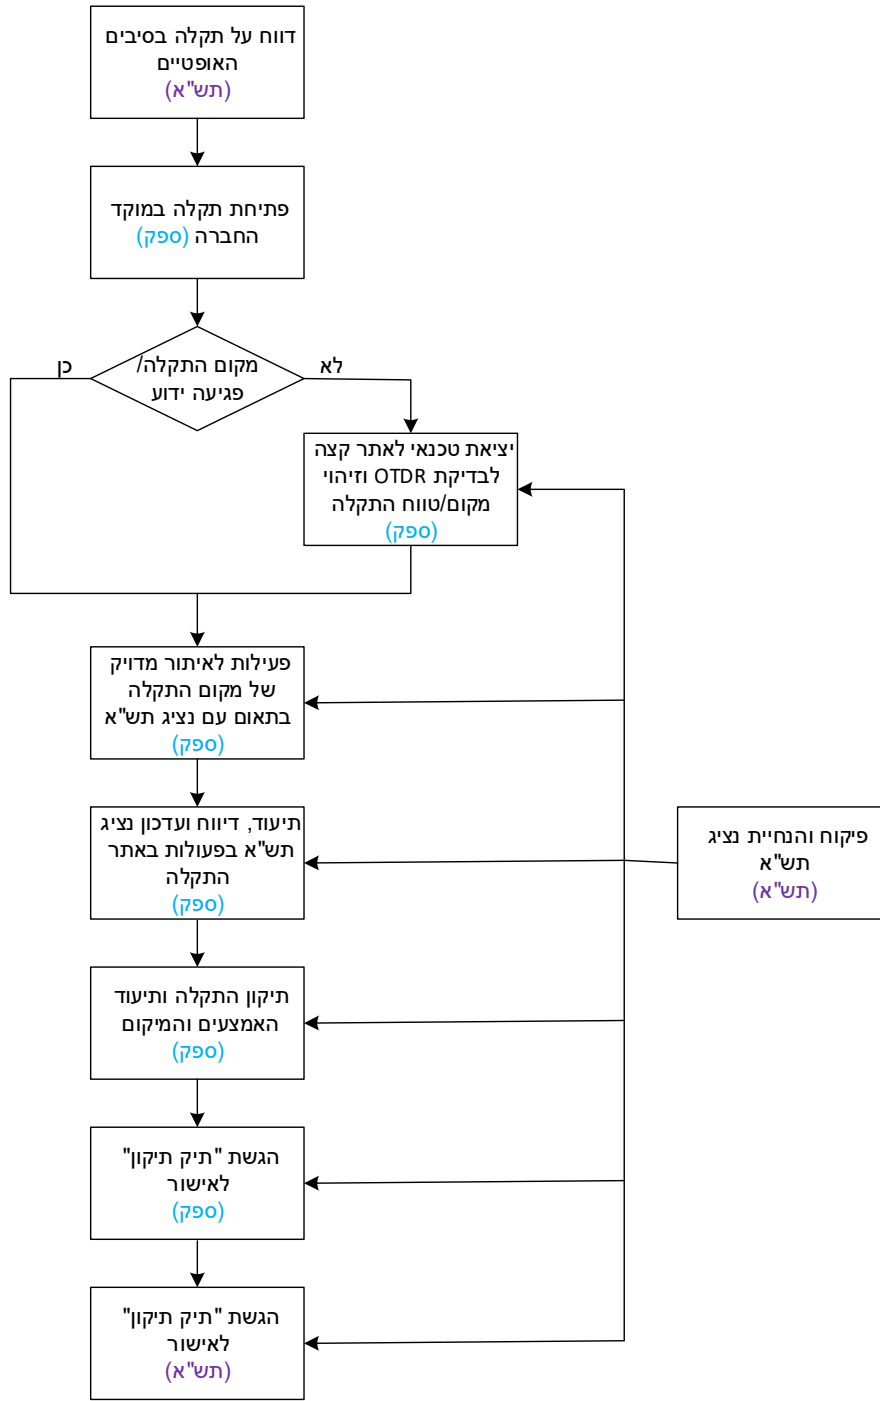 דווח על תקלה בסיבים
האופטיים
(תש"א)
פתיחת תקלה במוקד
החברה (ספק)
מקום התקלה/
פגיעה ידוע
כן
לא
יציאת טכנאי לאתר קצה
לבדיקת OTDR וזיהוי
מקום/טווח התקלה
(ספק)
פעילות לאיתור מדויק
של מקום התקלה
בתאום עם נציג תש"א
(ספק)
תיעוד, דיווח ועדכון נציג
תש"א בפעולות באתר
התקלה
(ספק)
פיקוח והנחיית נציג
תש"א
(תש"א)
תיקון התקלה ותיעוד
האמצעים והמיקום
(ספק)
הגשת "תיק תיקון"
לאישור
(ספק)
הגשת "תיק תיקון"
לאישור
(תש"א)